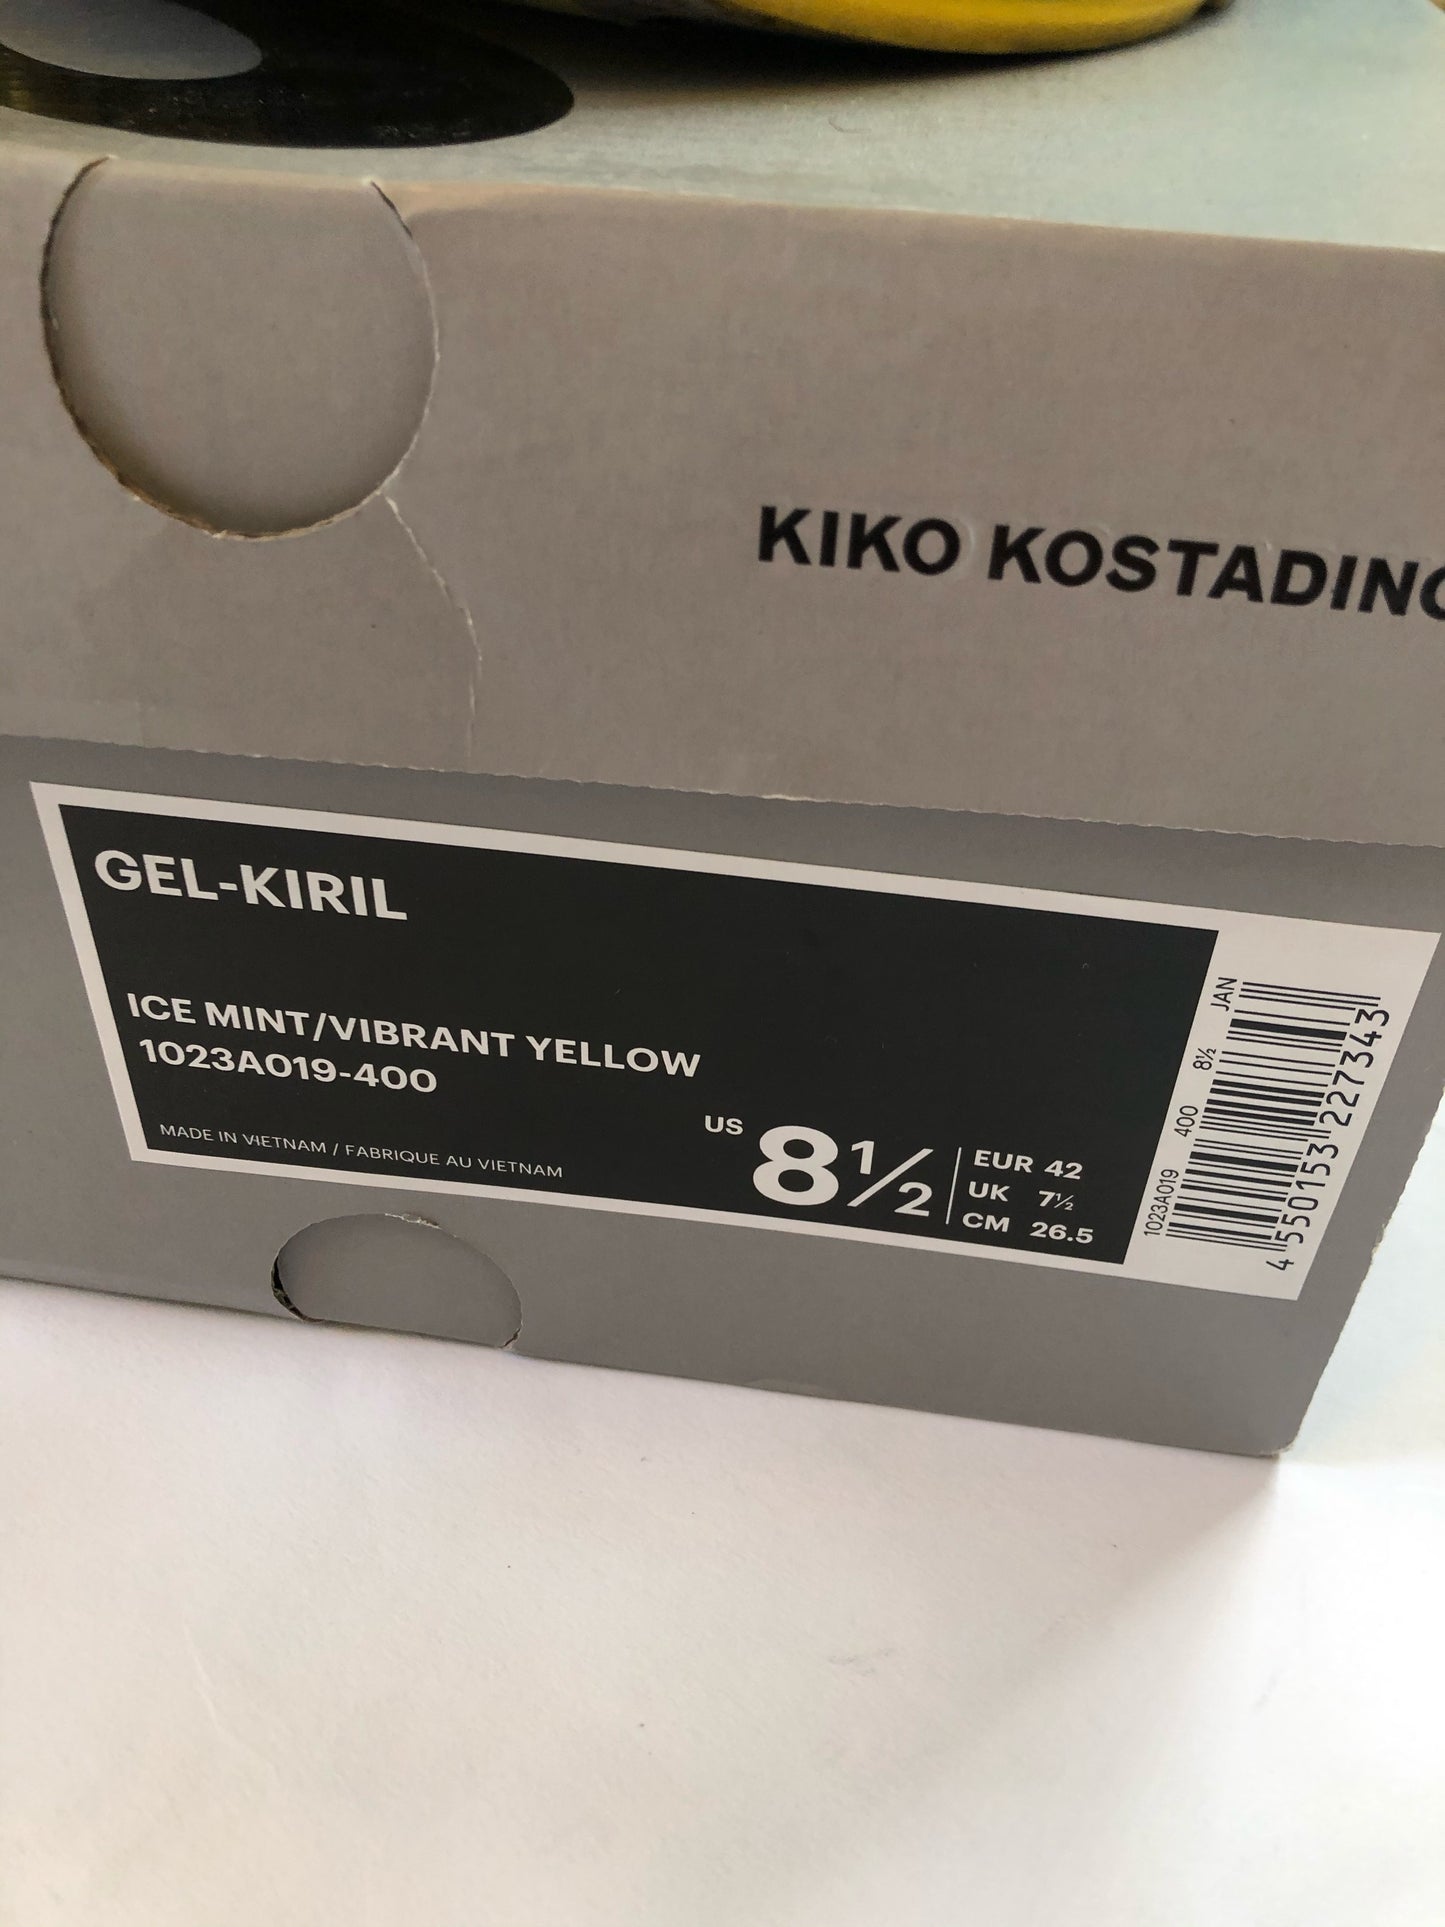 KIKO KOSTADINO
GEL-KIRIL
ICE MINT/VIBRANT YELLOW
1023A019-400
MADE IN VIETNAM / FABRIQUE AU VIETNAM
US 8½
EUR 42
UK 7½
CM 26.5
1023A019 400 8½ JAN
4 550153 227343